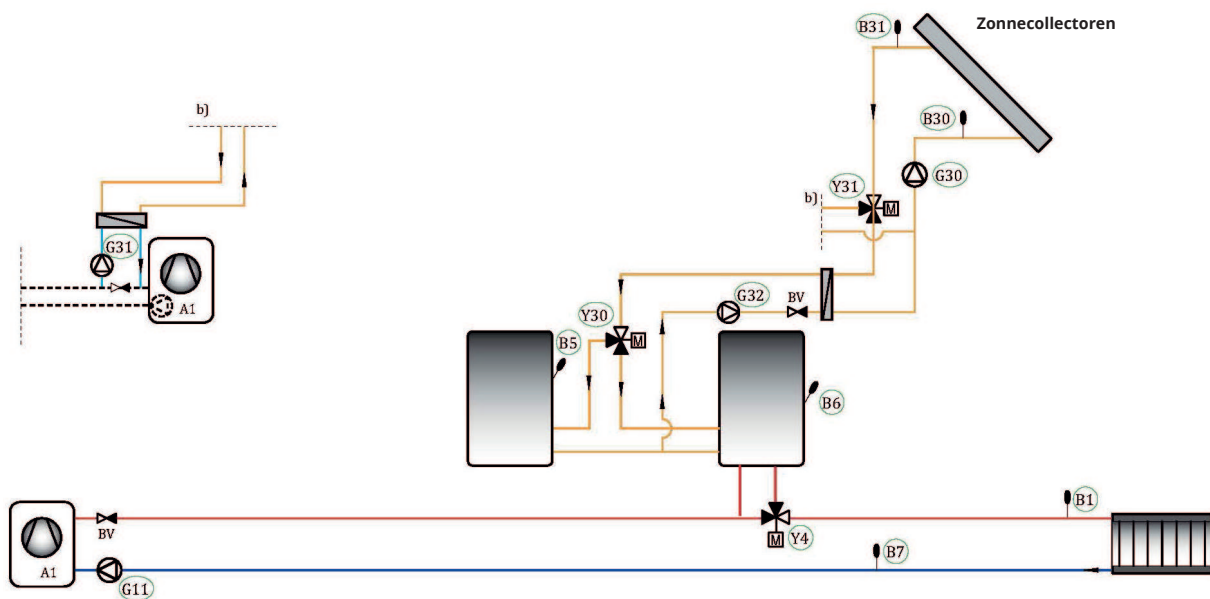 B31
Zonnecollectoren
b)
B30
G30
Y31
b)
M
G31
A1
G32
BV
Y30
M
B5
B6
B1
BV
M
Y4
B7
A1
G11